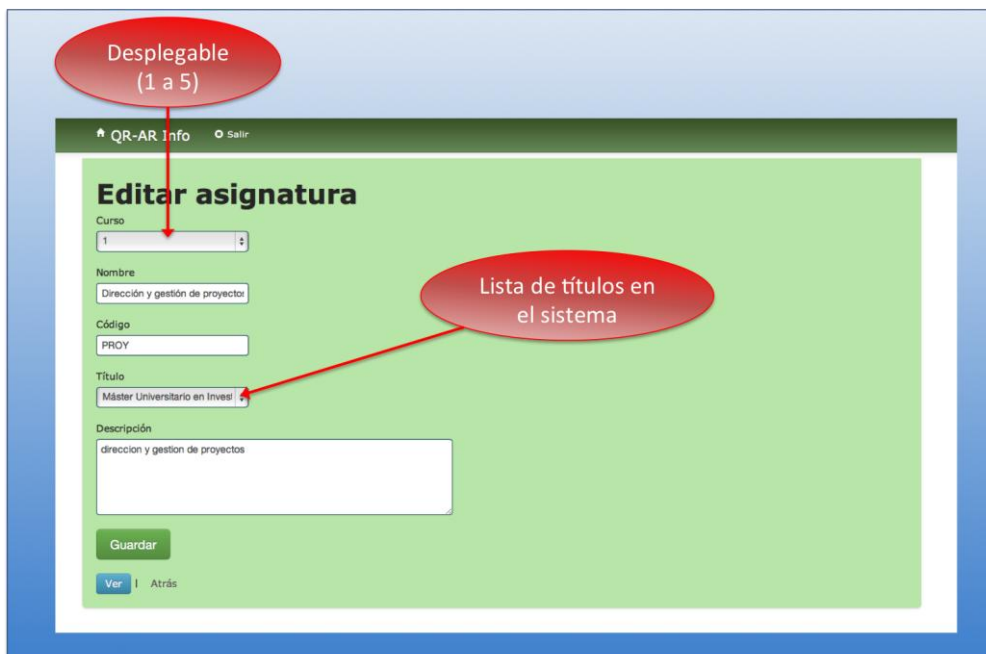 Desplegable
(1 a 5)
QR-AR Info Salir
Editar asignatura
Curso
1
Nombre
Dirección y gestión de proyector
Lista de títulos en
el sistema
Código
PROY
Título
Máster Universitario en Invest
Descripción
direccion y gestion de proyectos
Guardar
Ver | Atrás